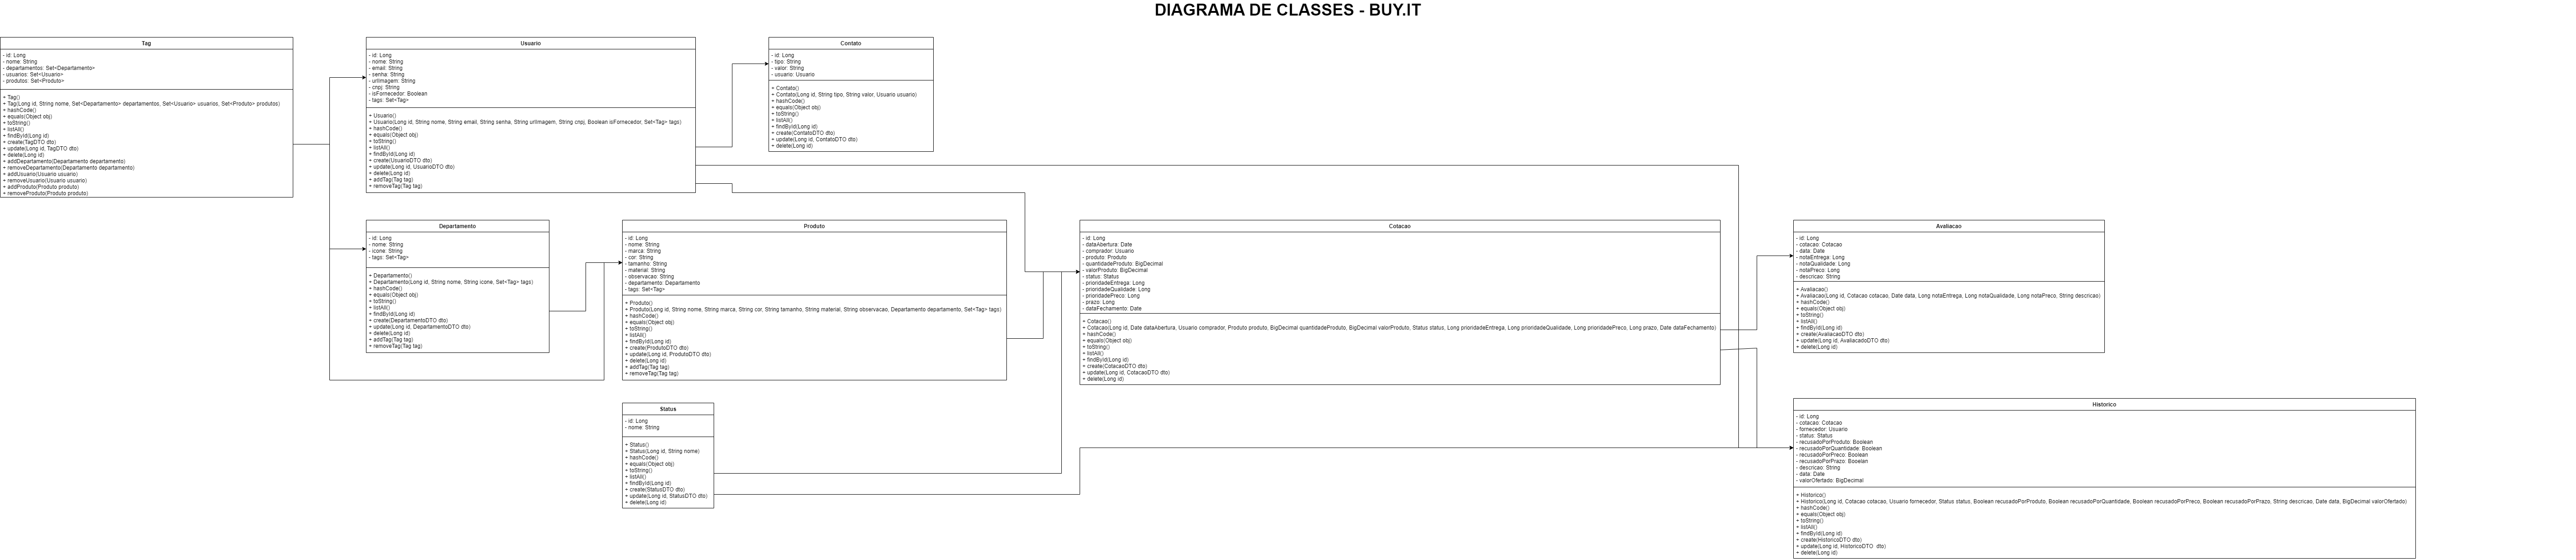 DIAGRAMA DE CLASSES - BUY.IT
Tag
- id: Long
- nome: String
- departamentos: Set<Departamento>
- usuarios: Set<Usuario>
- produtos: Set<Produto>
+ Tag()
+ Tag(Long id, String nome, Set<Departamento> departamentos, Set<Usuario> usuarios, Set<Produto> produtos)
+ hashCode()
+ equals(Object obj)
+ toString()
+ listAll()
+ findById(Long id)
+ create(TagDTO dto)
+ update(Long id, TagDTO dto)
+ delete(Long id)
+ addDepartamento(Departamento departamento)
+ removeDepartamento(Departamento departamento)
+ addUsuario(Usuario usuario)
+ removeUsuario(Usuario usuario)
+ addProduto(Produto produto)
+ removeProduto(Produto produto)
Usuario
- id: Long
- nome: String
- email: String
- senha: String
- urlImagem: String
- cnpj: String
- isFornecedor: Boolean
- tags: Set<Tag>
+ Usuario()
+ Usuario(Long id, String nome, String email, String senha, String urlImagem, String cnpj, Boolean isFornecedor, Set<Tag> tags)
+ hashCode()
+ equals(Object obj)
+ toString()
+ listAll()
+ findById(Long id)
+ create(UsuarioDTO dto)
+ update(Long id, UsuarioDTO dto)
+ delete(Long id)
+ addTag(Tag tag)
+ removeTag(Tag tag)
Contato
- id: Long
- tipo: String
- valor: String
- usuario: Usuario
+ Contato()
+ Contato(Long id, String tipo, String valor, Usuario usuario)
+ hashCode()
+ equals(Object obj)
+ toString()
+ listAll()
+ findById(Long id)
+ create(ContatoDTO dto)
+ update(Long id, ContatoDTO dto)
+ delete(Long id)
Departamento
- id: Long
- nome: String
- icone: String
- tags: Set<Tag>
+ Departamento()
+ Departamento(Long id, String nome, String icone, Set<Tag> tags)
+ hashCode()
+ equals(Object obj)
+ toString()
+ listAll()
+ findById(Long id)
+ create(DepartamentoDTO dto)
+ update(Long id, DepartamentoDTO dto)
+ delete(Long id)
+ addTag(Tag tag)
+ removeTag(Tag tag)
Produto
- id: Long
- nome: String
- marca: String
- cor: String
- tamanho: String
- material: String
- observacao: String
- departamento: Departamento
- tags: Set<Tag>
+ Produto()
+ Produto(Long id, String nome, String marca, String cor, String tamanho, String material, String observacao, Departamento departamento, Set<Tag> tags)
+ hashCode()
+ equals(Object obj)
+ toString()
+ listAll()
+ findById(Long id)
+ create(ProdutoDTO dto)
+ update(Long id, ProdutoDTO dto)
+ delete(Long id)
+ addTag(Tag tag)
+ removeTag(Tag tag)
Cotacao
- id: Long
- dataAbertura: Date
- comprador: Usuario
- produto: Produto
- quantidadeProduto: BigDecimal
- valorProduto: BigDecimal
- status: Status
- prioridadeEntrega: Long
- prioridadeQualidade: Long
- prioridadePreco: Long
- prazo: Long
- dataFechamento: Date
+ Cotacao()
+ Cotacao(Long id, Date dataAbertura, Usuario comprador, Produto produto, BigDecimal quantidadeProduto, BigDecimal valorProduto, Status status, Long prioridadeEntrega, Long prioridadeQualidade, Long prioridadePreco, Long prazo, Date dataFechamento)
+ hashCode()
+ equals(Object obj)
+ toString()
+ listAll()
+ findById(Long id)
+ create(CotacaoDTO dto)
+ update(Long id, CotacaoDTO dto)
+ delete(Long id)
Avaliacao
- id: Long
- cotacao: Cotacao
- data: Date
- notaEntrega: Long
- notaQualidade: Long
- notaPreco: Long
- descricao: String
+ Avaliacao()
+ Avaliacao(Long id, Cotacao cotacao, Date data, Long notaEntrega, Long notaQualidade, Long notaPreco, String descricao)
+ hashCode()
+ equals(Object obj)
+ toString()
+ listAll()
+ findById(Long id)
+ create(AvaliacaoDTO dto)
+ update(Long id, AvaliacadoDTO dto)
+ delete(Long id)
Status
- id: Long
- nome: String
+ Status()
+ Status(Long id, String nome)
+ hashCode()
+ equals(Object obj)
+ toString()
+ listAll()
+ findById(Long id)
+ create(StatusDTO dto)
+ update(Long id, StatusDTO dto)
+ delete(Long id)
Historico
- id: Long
- cotacao: Cotacao
- fornecedor: Usuario
- status: Status
- recusadoPorProduto: Boolean
- recusadoPorQuantidade: Boolean
- recusadoPorPreco: Boolean
- recusadoPorPrazo: Booelan
- descricao: String
- data: Date
- valorOfertado: BigDecimal
+ Historico()
+ Historico(Long id, Cotacao cotacao, Usuario fornecedor, Status status, Boolean recusadoPorProduto, Boolean recusadoPorQuantidade, Boolean recusadoPorPreco, Boolean recusadoPorPrazo, String descricao, Date data, BigDecimal valorOfertado)
+ hashCode()
+ equals(Object obj)
+ toString()
+ listAll()
+ findById(Long id)
+ create(HistoricoDTO dto)
+ update(Long id, HistoricoDTO dto)
+ delete(Long id)